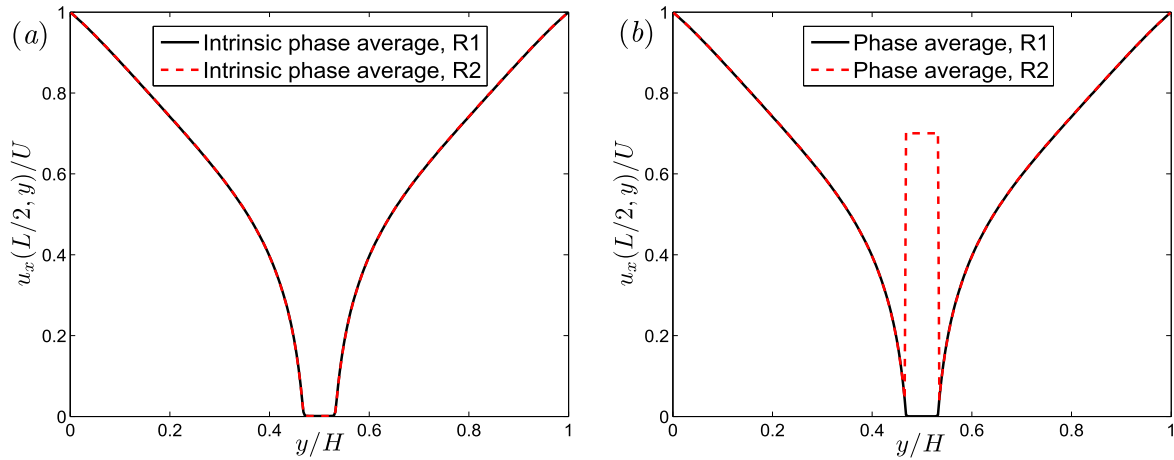 (a)
Intrinsic phase average, R1
Intrinsic phase average, R2
u_x(L/2, y)/U
1
0.8
0.6
0.4
0.2
0
0
0.2
0.4
0.6
0.8
1
y/H
(b)
Phase average, R1
Phase average, R2
u_x(L/2, y)/U
1
0.8
0.6
0.4
0.2
0
0
0.2
0.4
0.6
0.8
1
y/H